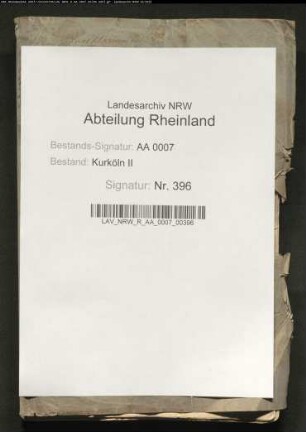 Landesarchiv NRW
Abteilung Rheinland
Bestands-Signatur: AA 0007
Bestand: Kurköln II
Signatur: Nr. 396
LAV_NRW_R_AA_0007_00396